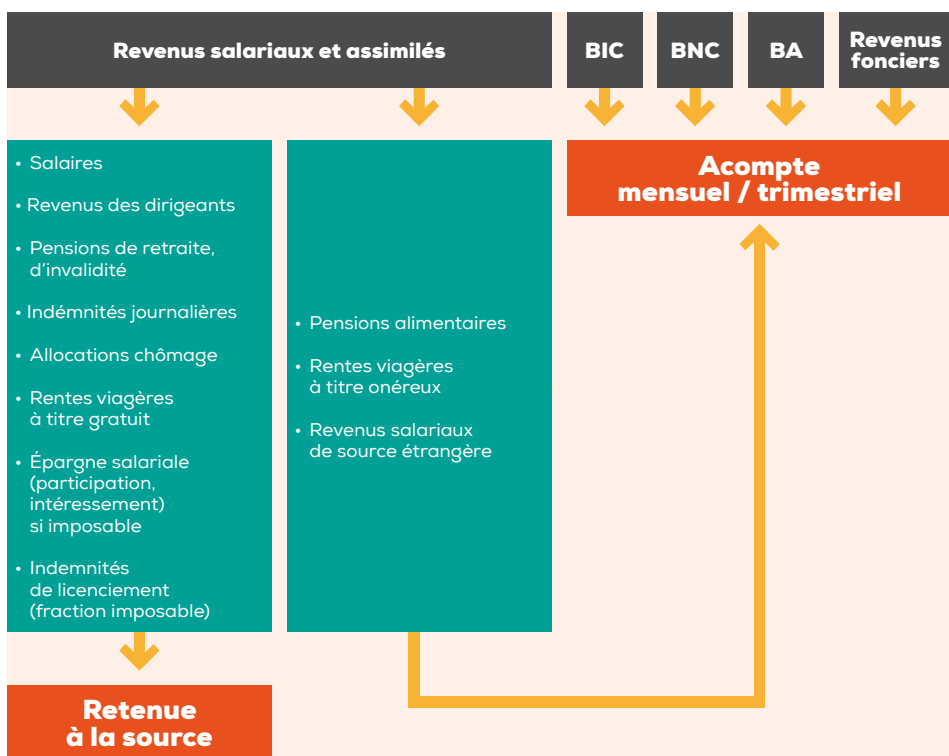 Revenus salariaux et assimilés
BIC
BNC
BA
Revenus
fonciers
• Salaires
• Revenus des dirigeants
• Pensions de retraite,
d'invalidité
• Indémnités journalières
• Allocations chômage
• Rentes viagères
à titre gratuit
• Épargne salariale
(participation,
intéressement)
si imposable
• Indemnités
de licenciement
(fraction imposable)
• Pensions alimentaires
• Rentes viagères
à titre onéreux
• Revenus salariaux
de source étrangère
Acompte
mensuel / trimestriel
Retenue
à la source